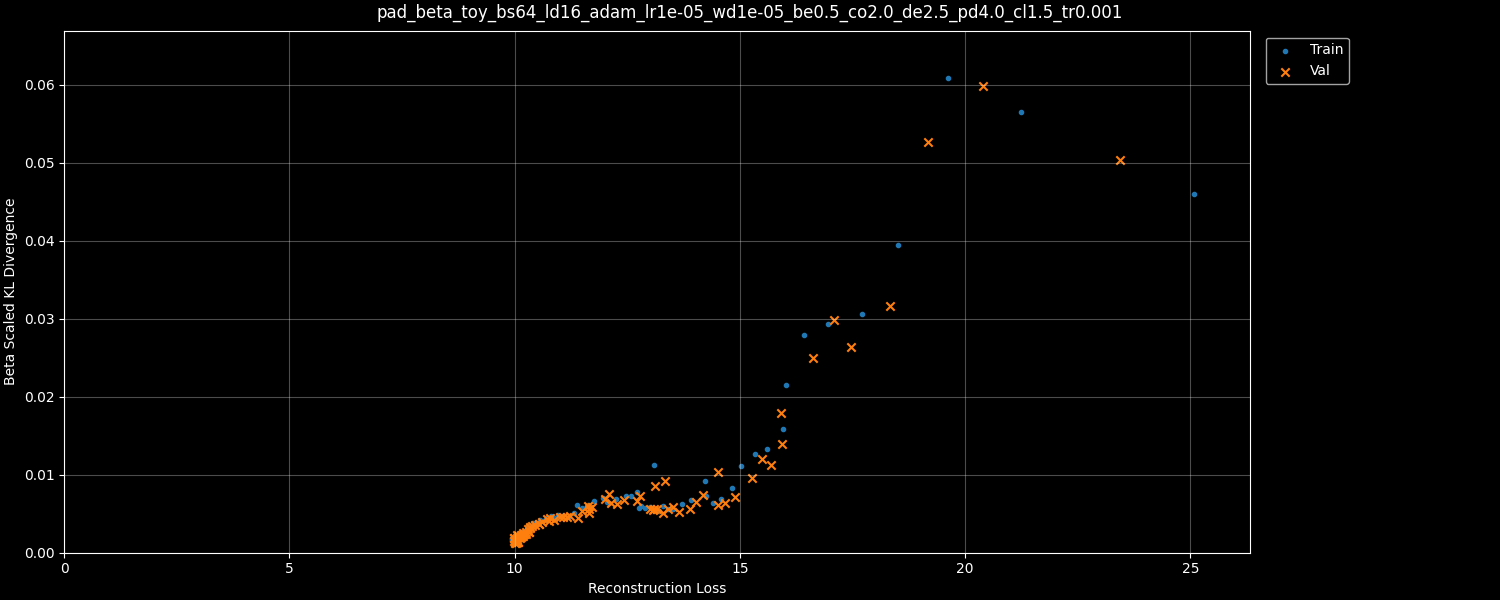 pad_beta_toy_bs64_ld16_adam_lr1e-05_wd1e-05_be0.5_co2.0_de2.5_pd4.0_cl1.5_tr0.001
Train
Val
Beta Scaled KL Divergence
0.06
0.05
0.04
0.03
0.02
0.01
0.00
0
5
10
15
20
25
Reconstruction Loss